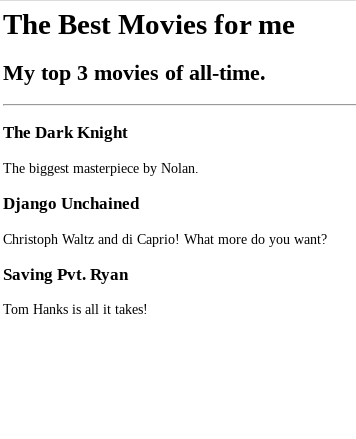 The Best Movies for me
My top 3 movies of all-time.
The Dark Knight
The biggest masterpiece by Nolan.
Django Unchained
Christoph Waltz and di Caprio! What more do you want?
Saving Pvt. Ryan
Tom Hanks is all it takes!